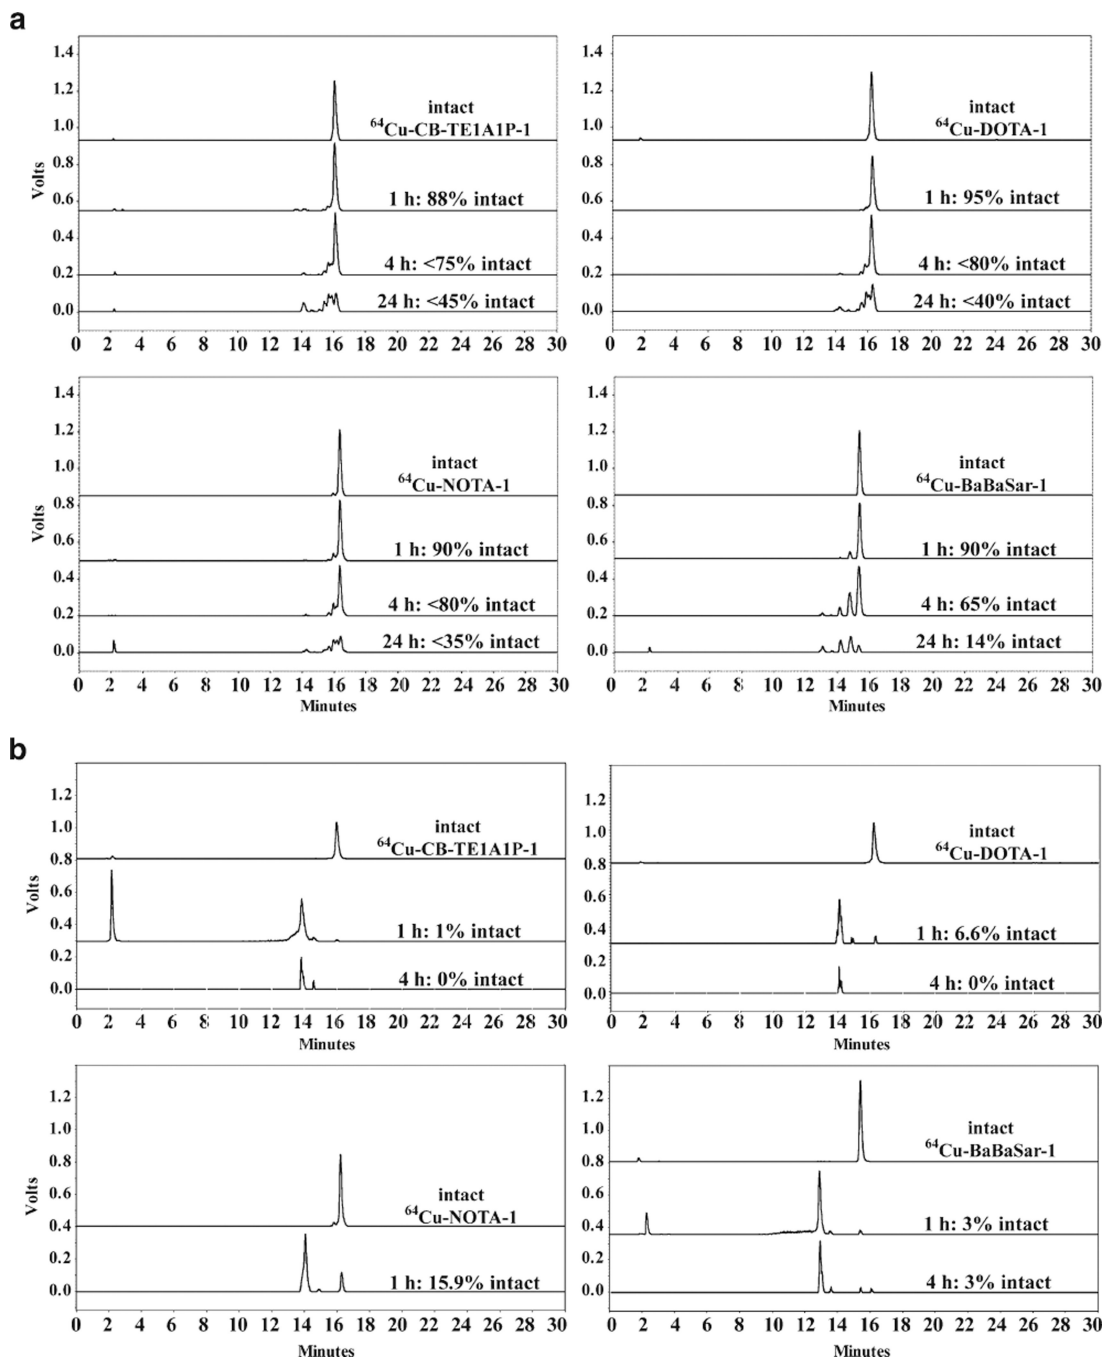 a
1.4
1.2
1.0
0.8
0.6
0.4
0.2
0.0
Volts
intact
64Cu-CB-TE1A1P-1
1 h: 88% intact
4 h: <75% intact
24 h: <45% intact
0 2 4 6 8 10 12 14 16 18 20 22 24 26 28 30
1.4
1.2
1.0
0.8
0.6
0.4
0.2
0.0
intact
64Cu-DOTA-1
1 h: 95% intact
4 h: <80% intact
24 h: <40% intact
0 2 4 6 8 10 12 14 16 18 20 22 24 26 28 30
1.4
1.2
1.0
0.8
0.6
0.4
0.2
0.0
Volts
intact
64Cu-NOTA-1
1 h: 90% intact
4 h: <80% intact
24 h: <35% intact
0 2 4 6 8 10 12 14 16 18 20 22 24 26 28 30
Minutes
1.4
1.2
1.0
0.8
0.6
0.4
0.2
0.0
intact
64Cu-BaBaSar-1
1 h: 90% intact
4 h: 65% intact
24 h: 14% intact
0 2 4 6 8 10 12 14 16 18 20 22 24 26 28 30
Minutes
b
1.2
1.0
0.8
0.6
0.4
0.2
0.0
Volts
intact
64Cu-CB-TE1A1P-1
1 h: 1% intact
4 h: 0% intact
0 2 4 6 8 10 12 14 16 18 20 22 24 26 28 30
Minutes
1.2
1.0
0.8
0.6
0.4
0.2
0.0
intact
64Cu-DOTA-1
1 h: 6.6% intact
4 h: 0% intact
0 2 4 6 8 10 12 14 16 18 20 22 24 26 28 30
Minutes
1.2
1.0
0.8
0.6
0.4
0.2
0.0
Volts
intact
64Cu-NOTA-1
1 h: 15.9% intact
0 2 4 6 8 10 12 14 16 18 20 22 24 26 28 30
Minutes
1.2
1.0
0.8
0.6
0.4
0.2
0.0
intact
64Cu-BaBaSar-1
1 h: 3% intact
4 h: 3% intact
0 2 4 6 8 10 12 14 16 18 20 22 24 26 28 30
Minutes